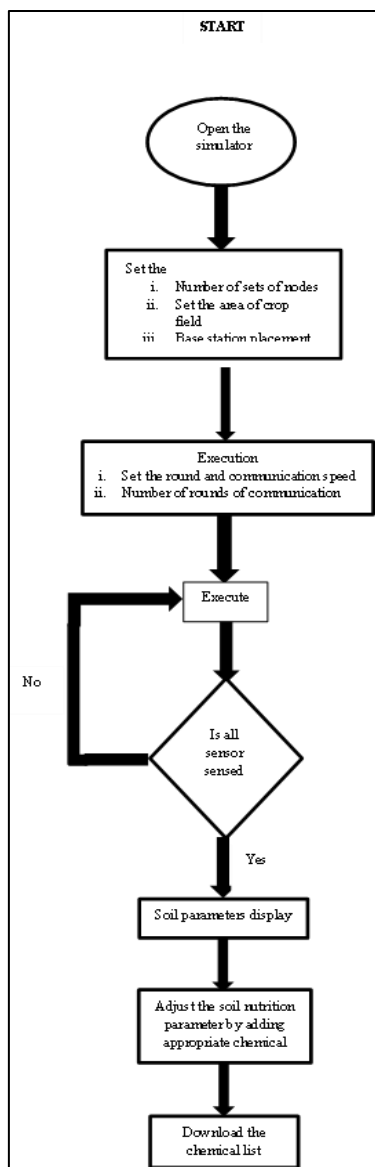 START
Open the
simulator
Set the
i. Number of sets of nodes
ii. Set the area of crop
field
iii. Base station placement
Execution
i. Set the round and communication speed
ii. Number of rounds of communication
Execute
No
Is all
sensor
sensed
Yes
Soil parameters display
Adjust the soil nutrition
parameter by adding
appropriate chemical
Download the
chemical list